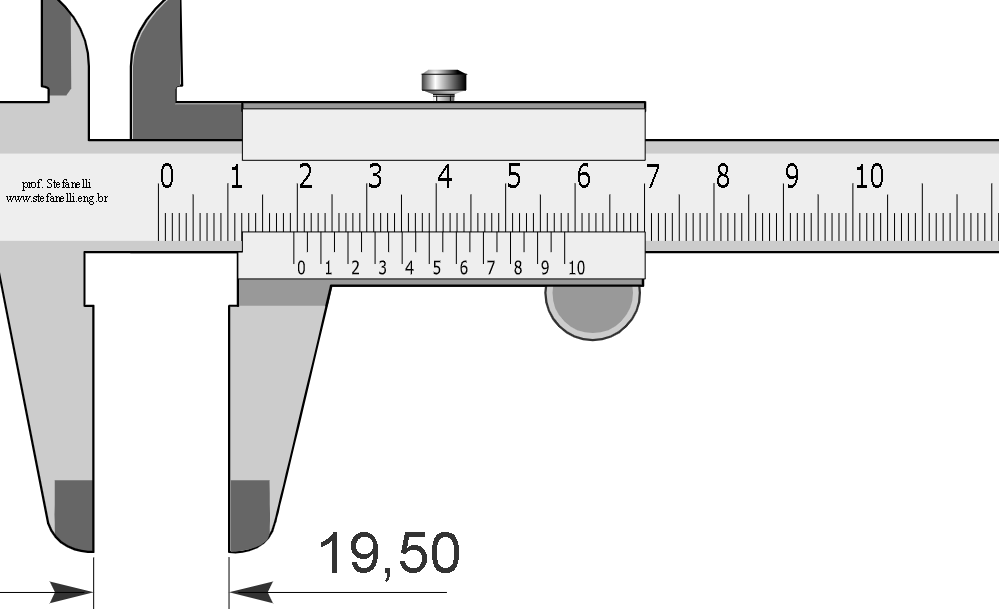 0 1 2 3 4 5 6 7 8 9 10
prof. Stefanelli
www.stefanelli.eng.br
0 1 2 3 4 5 6 7 8 9 10
19,50